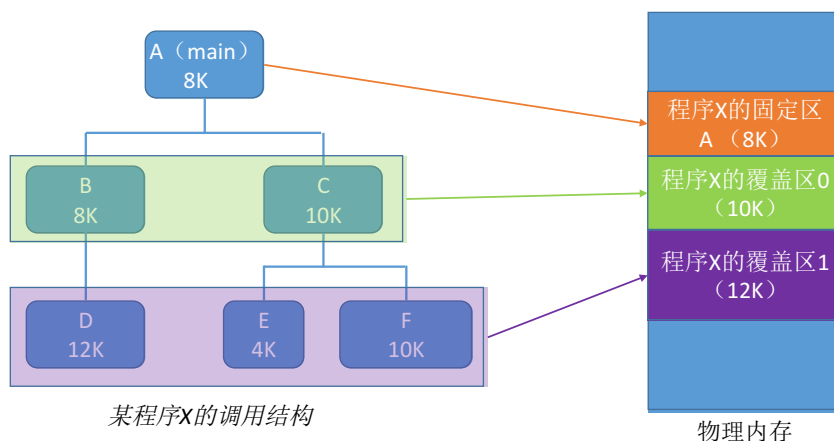 A（main）
8K
B
8K
C
10K
D
12K
E
4K
F
10K
某程序X的调用结构
程序X的固定区
A （8K）
程序X的覆盖区0
（10K）
程序X的覆盖区1
（12K）
物理内存